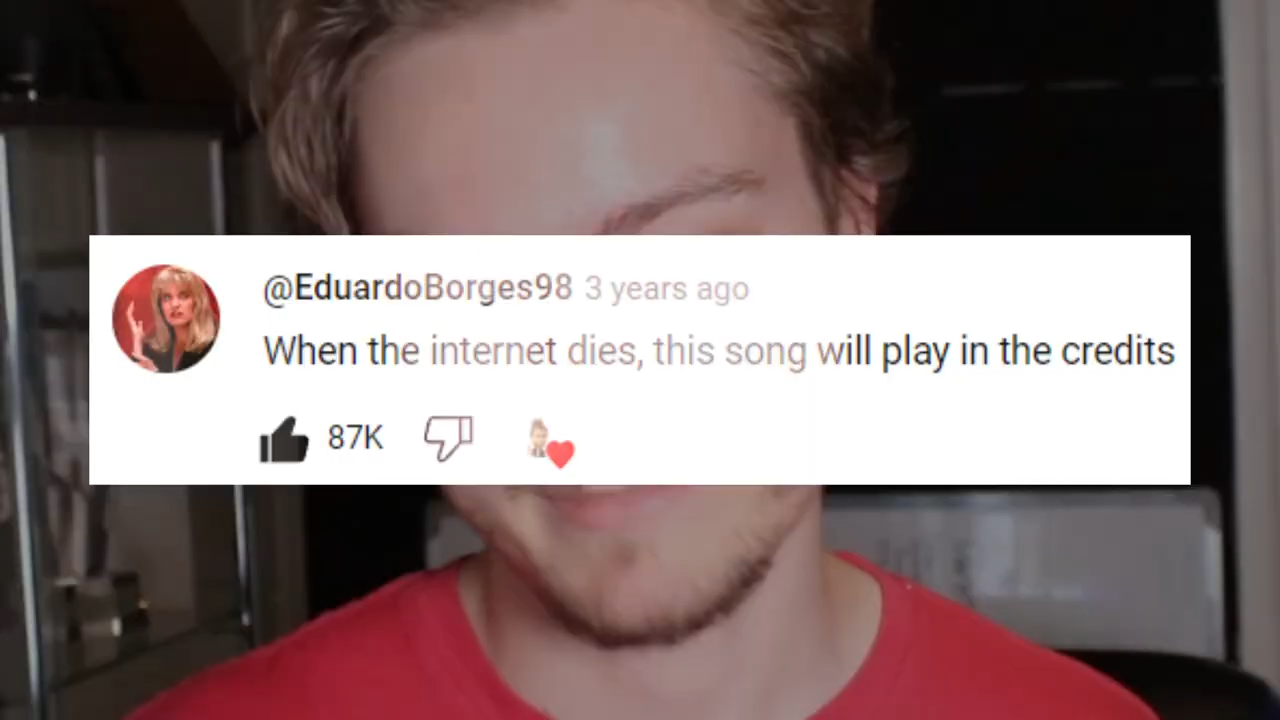 @EduardoBorges98 3 years ago
When the internet dies, this song will play in the credits
87K